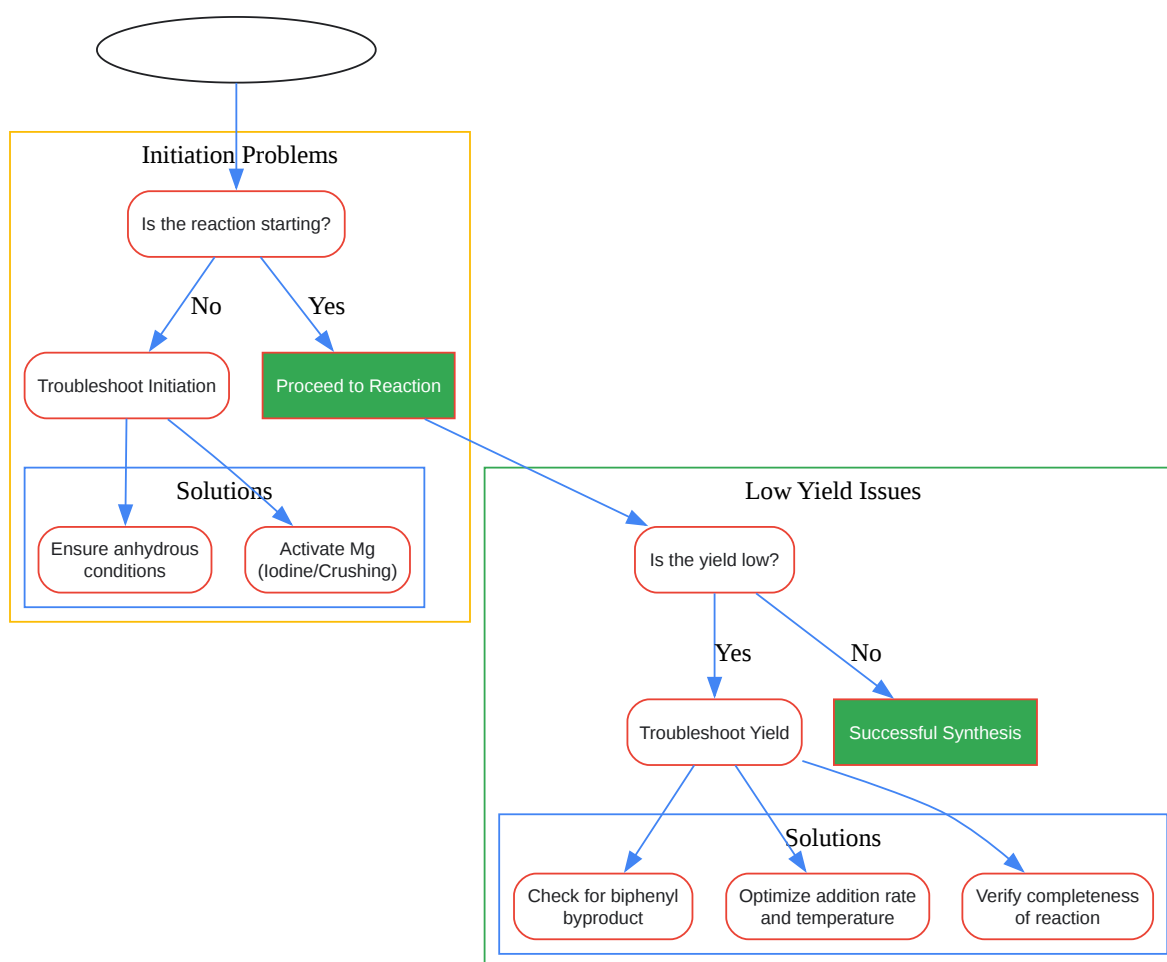 Initiation Problems
Is the reaction starting?
No
Yes
Troubleshoot Initiation
Proceed to Reaction
Solutions
Ensure anhydrous
conditions
Activate Mg
(Iodine/Crushing)
Low Yield Issues
Is the yield low?
Yes
No
Troubleshoot Yield
Successful Synthesis
Solutions
Check for biphenyl
byproduct
Optimize addition rate
and temperature
Verify completeness
of reaction